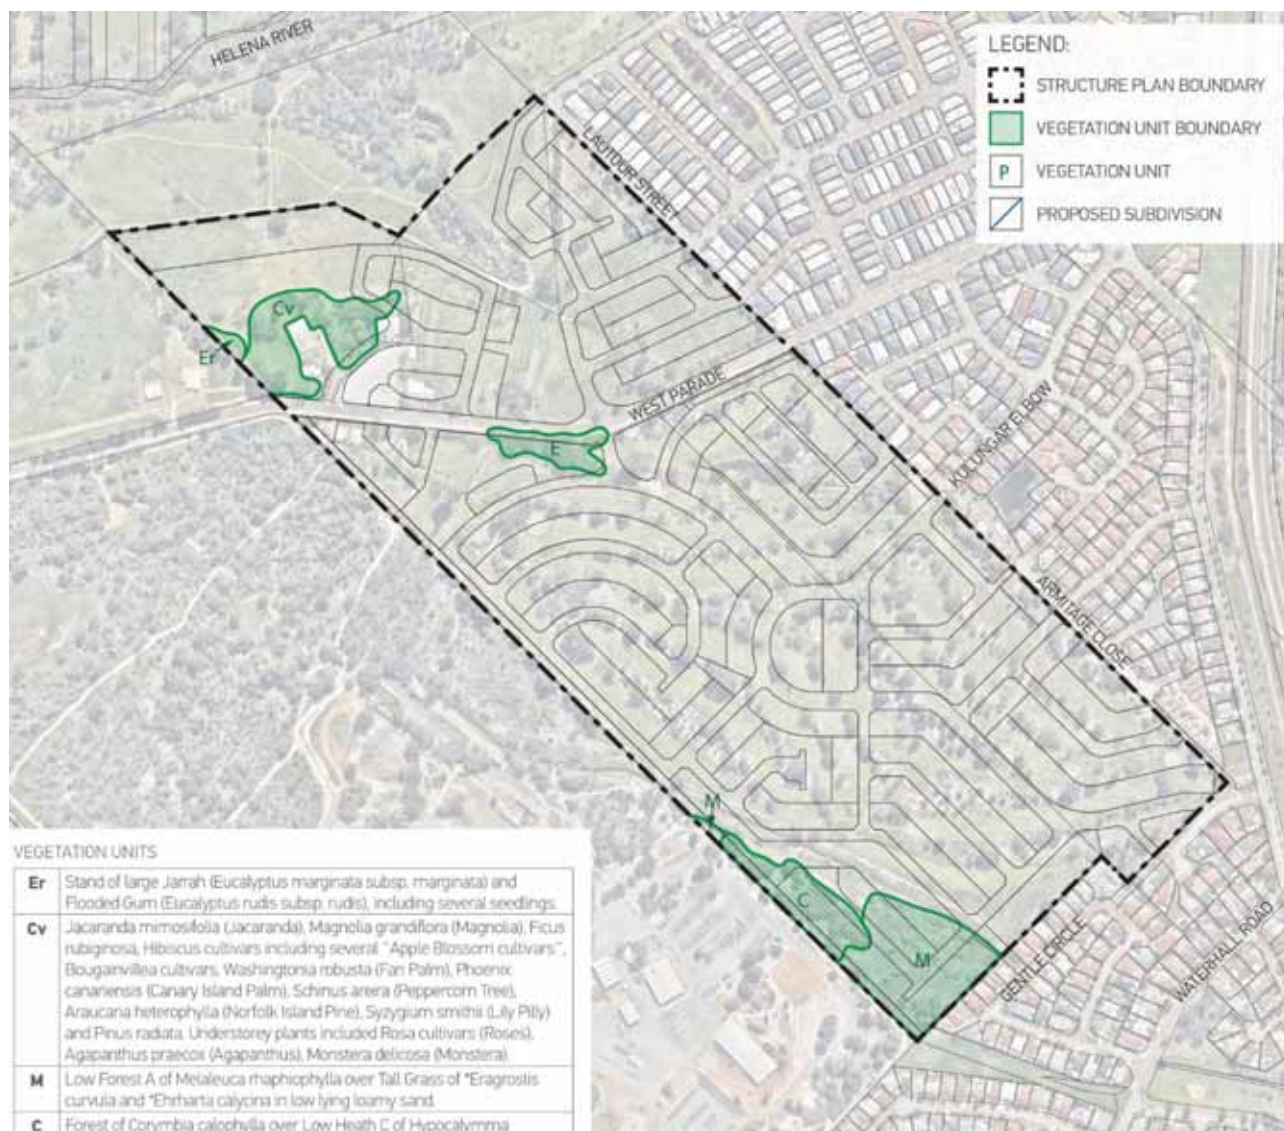 HELENA RIVER
LEGEND:
STRUCTURE PLAN BOUNDARY
VEGETATION UNIT BOUNDARY
P VEGETATION UNIT
PROPOSED SUBDIVISION
LAUTOUR STREET
Cv
Er
WEST PARADE
E
KULUNGAR ELBOW
ARMITAGE CLOSE
M
C
M
GENTLE CIRCLE
WATERHALL ROAD
VEGETATION UNITS
Er Stand of large Jarrah (Eucalyptus marginata subsp. marginata) and
Flooded Gum (Eucalyptus rudis subsp. rudis), including several seedlings.
Cv Jacaranda mimosifolia (Jacaranda), Magnolia grandiflora (Magnolia), Ficus
rubiginosa, Hibiscus cultivars including several "Apple Blossom cultivars",
Bougainvillea cultivars, Washingtonia robusta (Fan Palm), Phoenix
canariensis (Canary Island Palm), Schinus arera (Peppercorn Tree),
Araucaria heterophylla (Norfolk Island Pine), Syzygium smithii (Lily Pilly)
and Pinus radiata. Understorey plants included Rosa cultivars (Roses),
Agapanthus praecox (Agapanthus), Monstera delicosa (Monstera)
M Low Forest A of Melaleuca rhaphiophylla over Tall Grass of *Eragrostis
curvula and *Ehrharta calycina in low lying loamy sand.
C Forest of Corymbia calophylla over Low Heath C of Hypocalymma